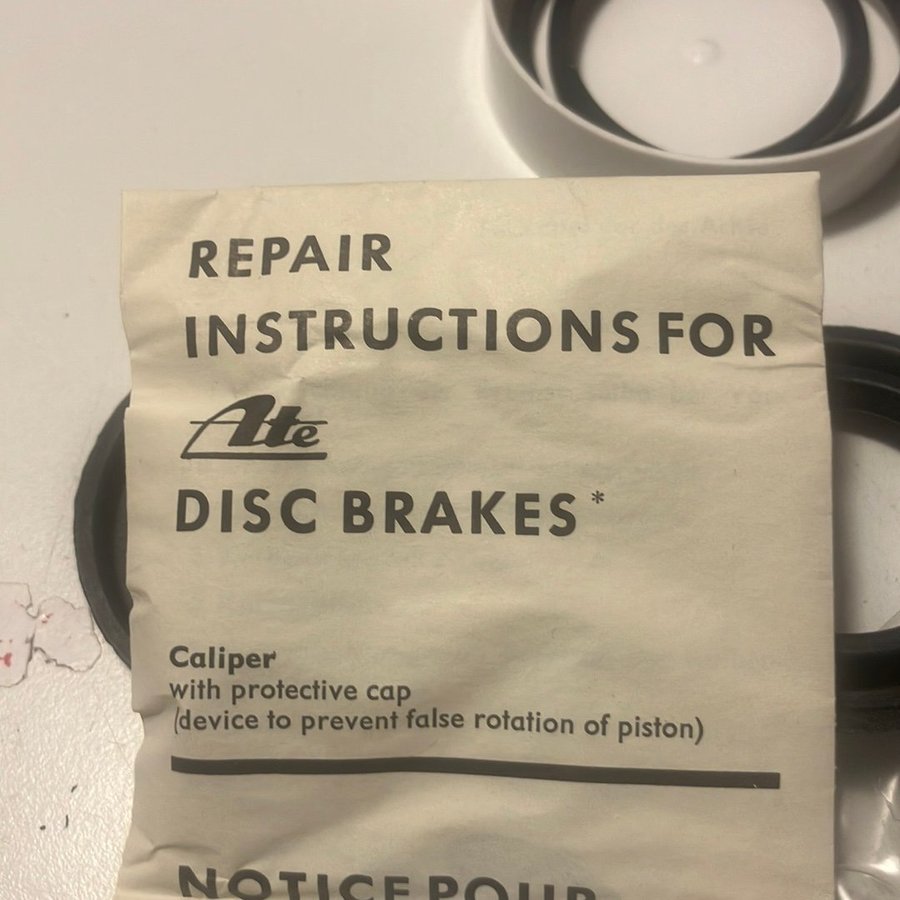 REPAIR
INSTRUCTIONS FOR
Ate
DISC BRAKES*
Caliper
with protective cap
(device to prevent false rotation of piston)
NOTICE POUR